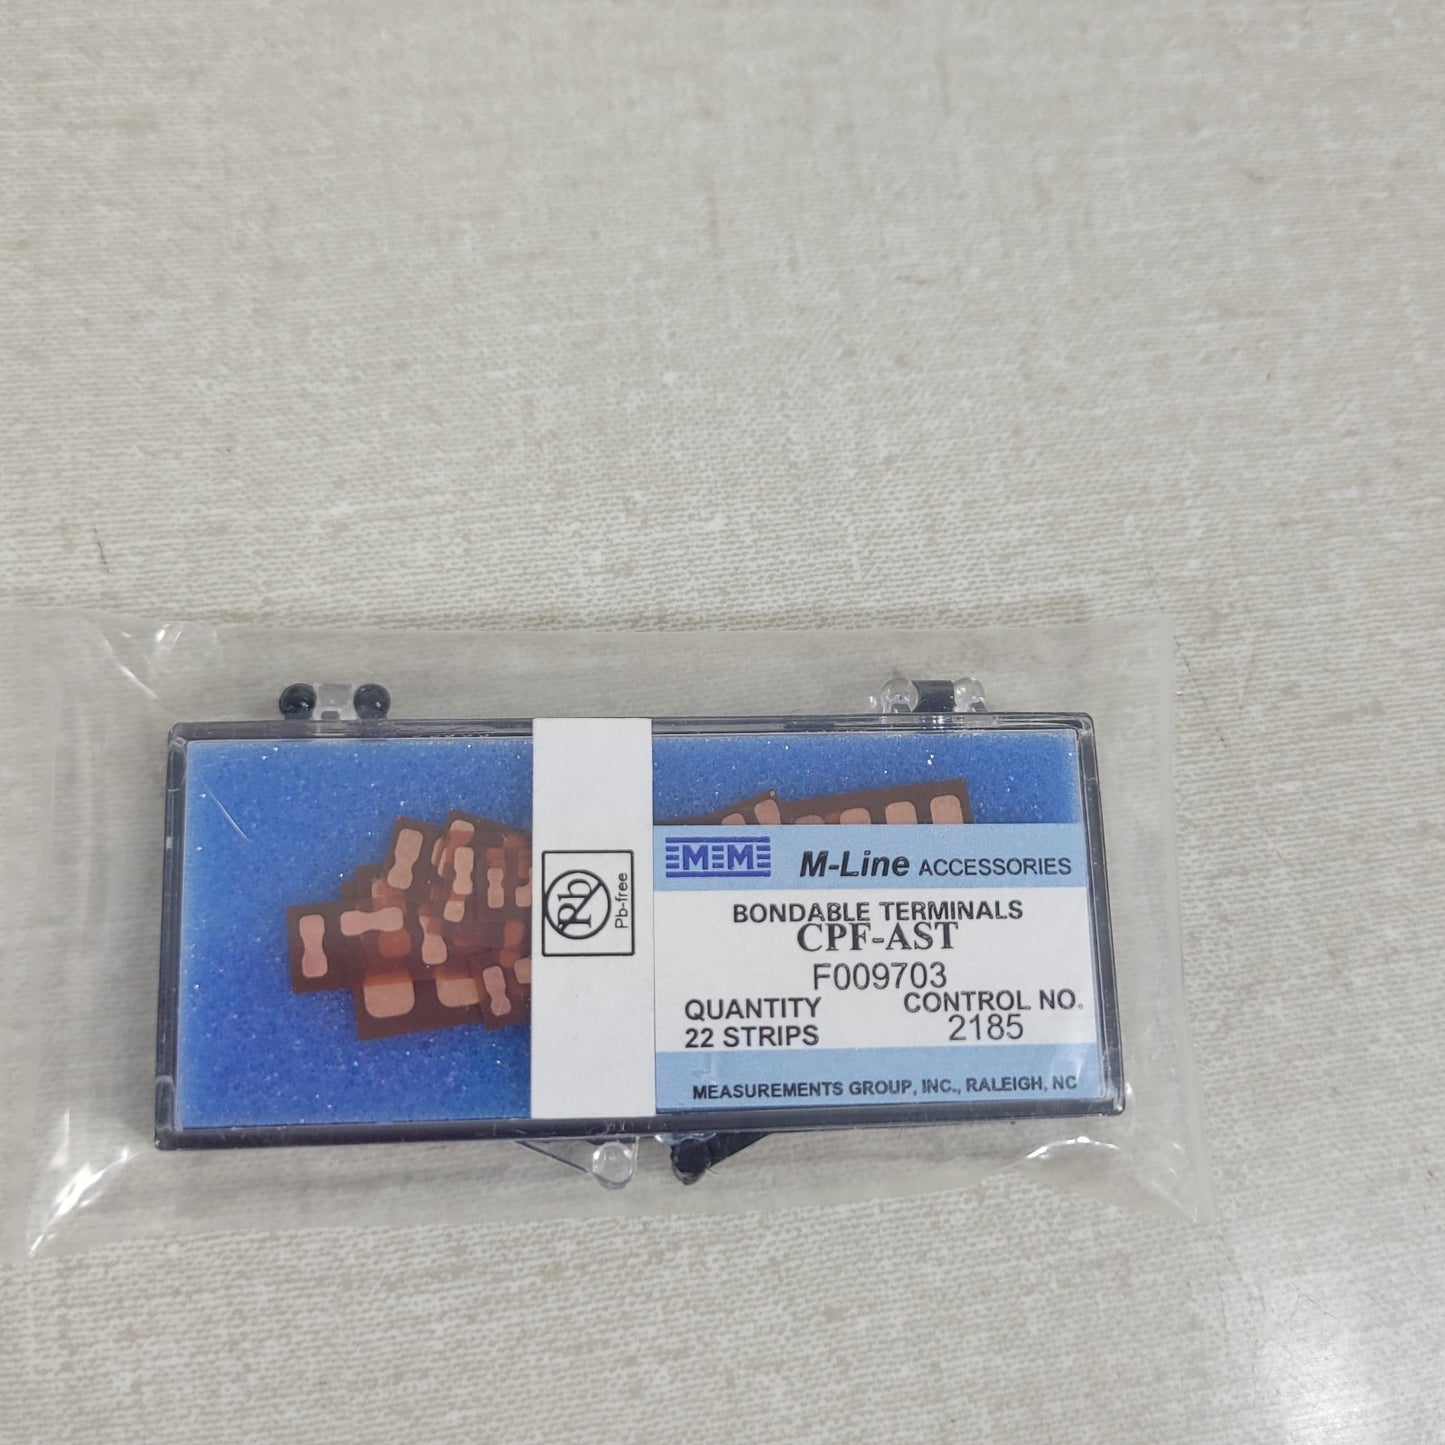 MM M-Line ACCESSORIES
BONDABLE TERMINALS
CPF-AST
F009703
QUANTITY CONTROL NO.
22 STRIPS 2185
MEASUREMENTS GROUP, INC., RALEIGH, NC
Pb
Pb-free